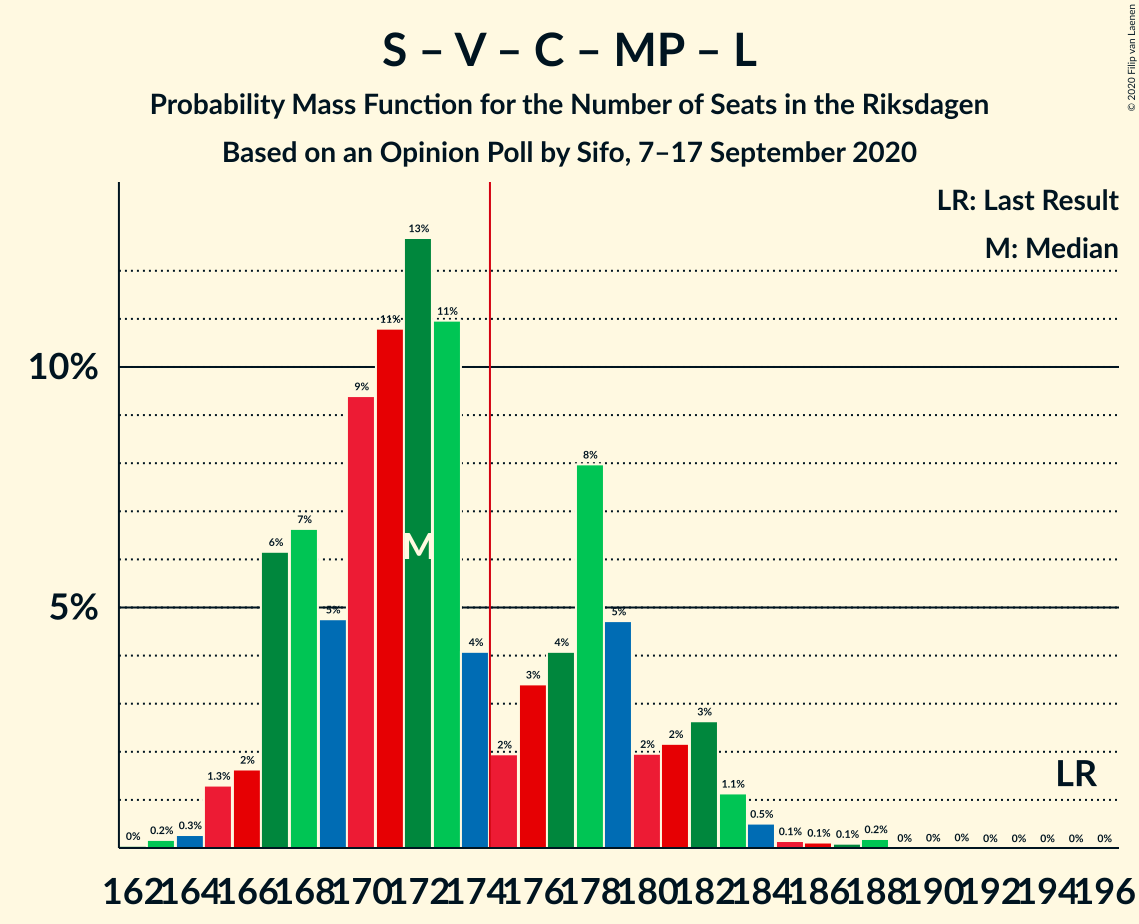 S – V – C – MP – L
Probability Mass Function for the Number of Seats in the Riksdagen
Based on an Opinion Poll by Sifo, 7–17 September 2020
© 2020 Filip van Laenen
LR: Last Result
M: Median
10%
5%
0% 0.2% 0.3% 1.3% 2% 6% 7% 5% 9% 11% 13% 11% 4% 2% 3% 4% 8% 5% 2% 2% 3% 1.1% 0.5% 0.1% 0.1% 0.1% 0.2% 0% 0% 0% 0% 0% 0% 0% 0%
M
LR
162 164 166 168 170 172 174 176 178 180 182 184 186 188 190 192 194 196